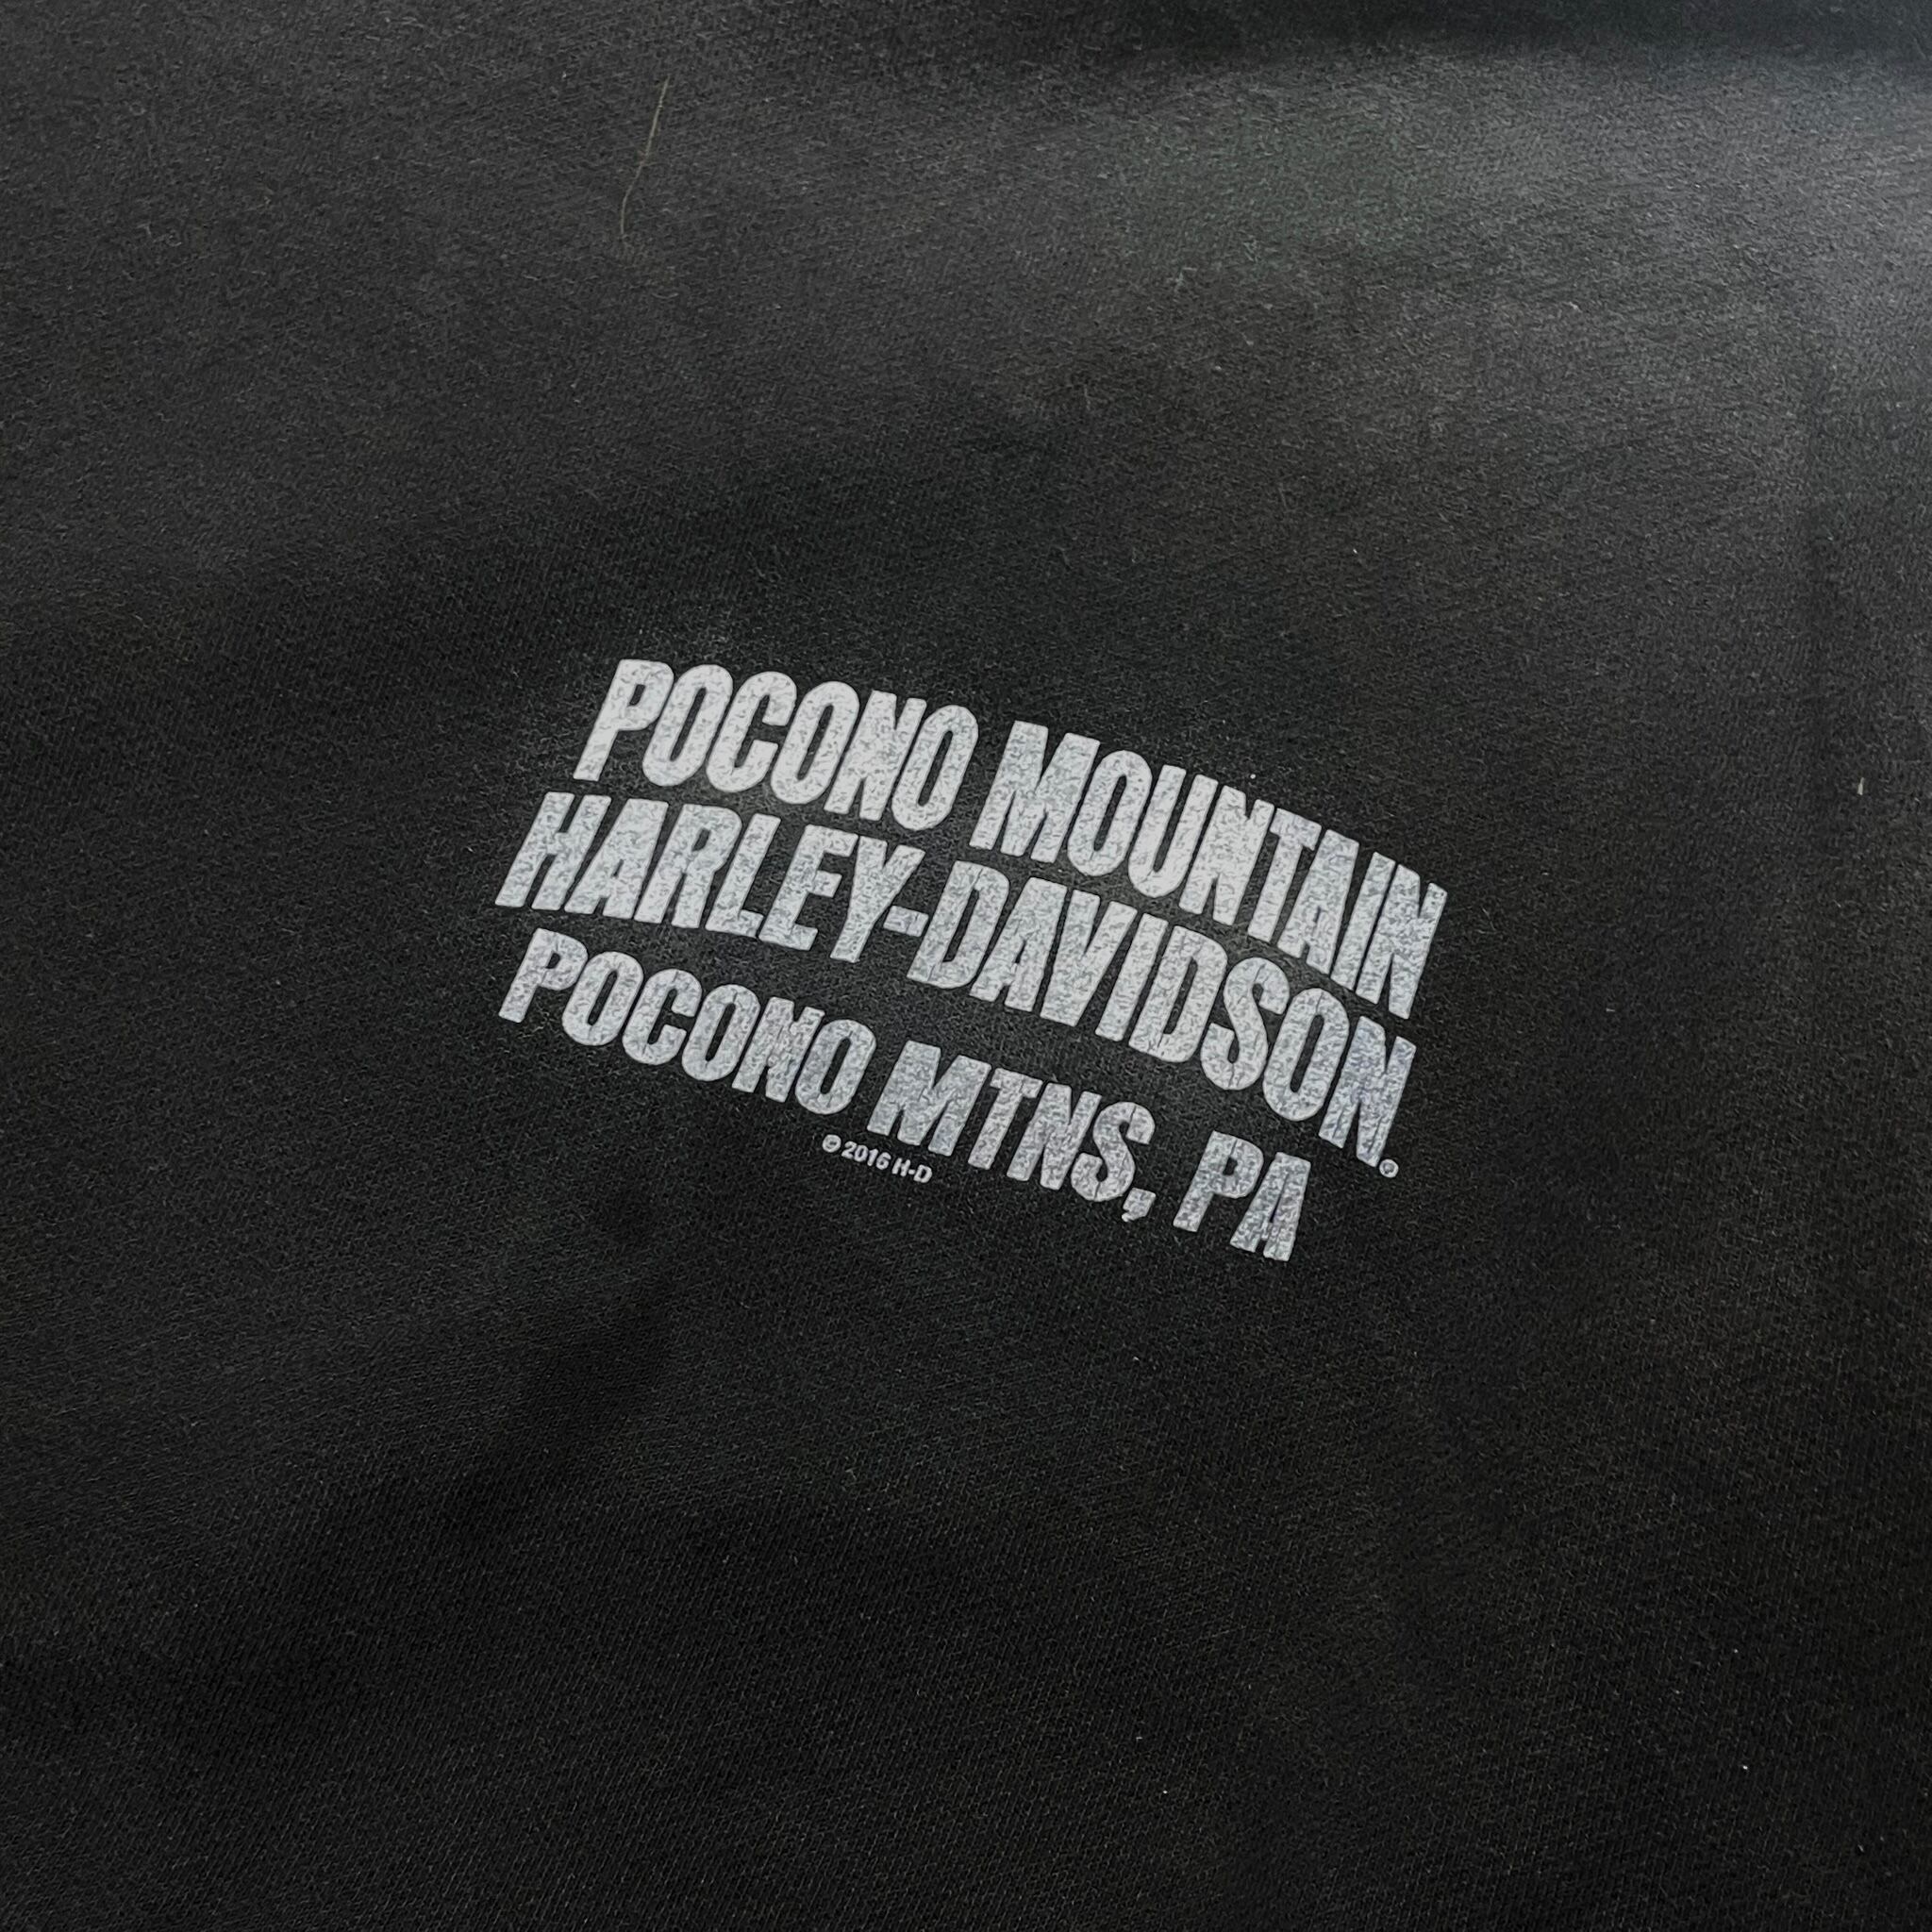 POCONO MOUNTAIN
HARLEY-DAVIDSON®
POCONO MTNS, PA
© 2016 H-D